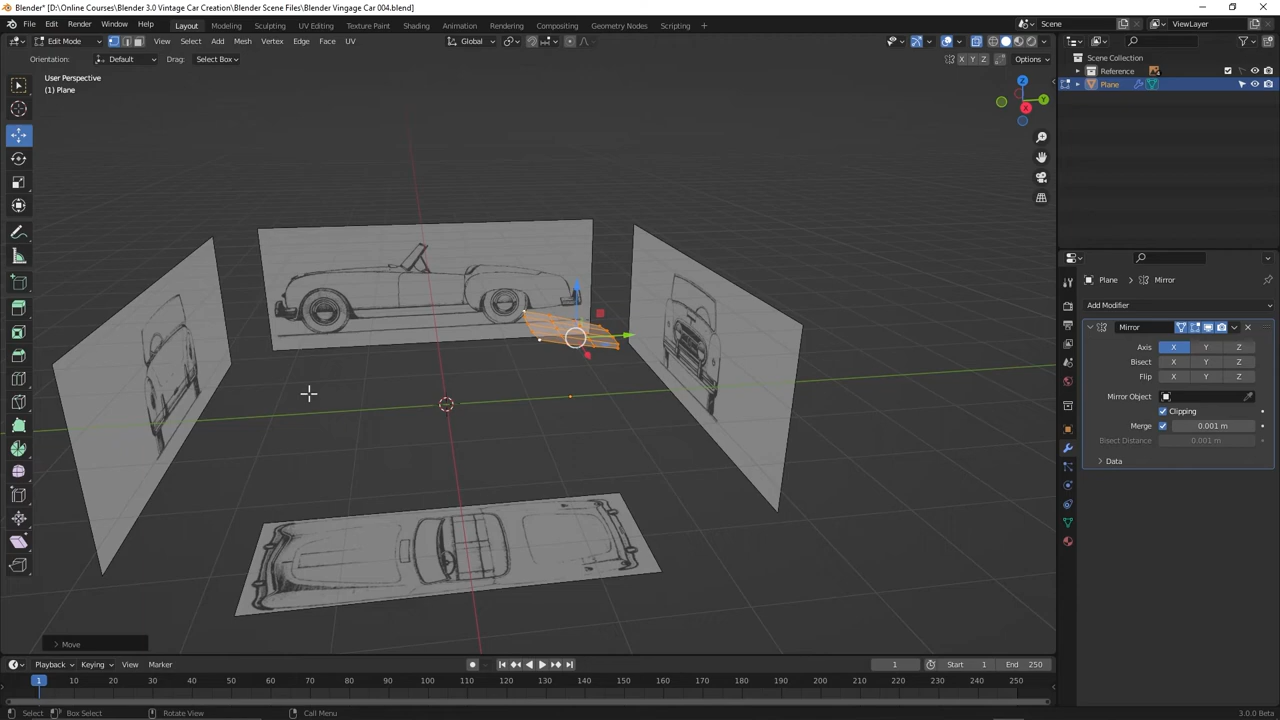 Blender* [D:\Online Courses\Blender 3.0 Vintage Car Creation\Blender Scene Files\Blender Vingage Car 004.blend]
File Edit Render Window Help Layout Modeling Sculpting UV Editing Texture Paint Shading Animation Rendering Compositing Geometry Nodes Scripting Scene ViewLayer
Edit Mode View Select Add Mesh Vertex Edge Face UV Global
Orientation: Default Drag: Select Box X Y Z Options
User Perspective
(1) Plane
Z
Y
X
Scene Collection
Reference
Plane
Plane > Mirror
Add Modifier
Mirror
Axis X Y Z
Bisect X Y Z
Flip X Y Z
Mirror Object
Clipping
Merge 0.001 m
Bisect Distance 0.001 m
Data
Move
Playback Keying View Marker 1 Start 1 End 250
1 10 20 30 40 50 60 70 80 90 100 110 120 130 140 150 160 170 180 190 200 210 220 230 240 250
Select Box Select Rotate View Call Menu 3.0.0 Beta